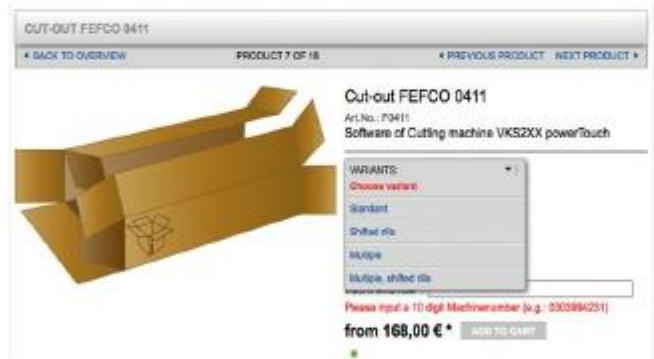 CUT-OUT FEFCO 0411
BACK TO OVERVIEW PRODUCT 7 OF 18 PREVIOUS PRODUCT NEXT PRODUCT
Cut-out FEFCO 0411
Art.No.: F0411
Software of Cutting machine VKS2XX powerTouch
VARIANTS:
Choose variant
Standard
Shifted rills
Multiple
Multiple, shifted rills
Please input a 10 digit Machinenumber (e.g.: 0303994231)
from 168,00 € * ADD TO CART